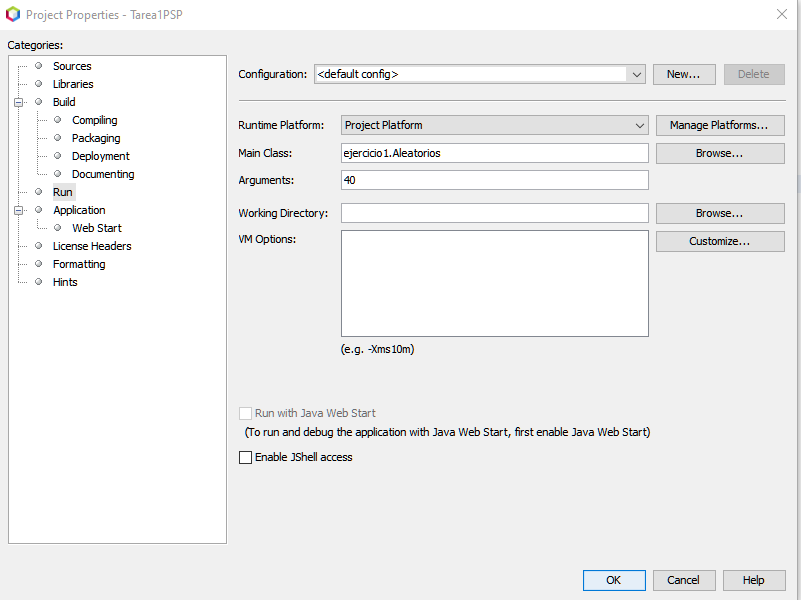 Project Properties - Tarea1PSP
Categories:
Sources
Libraries
Build
Compiling
Packaging
Deployment
Documenting
Run
Application
Web Start
License Headers
Formatting
Hints
Configuration: <default config> New... Delete
Runtime Platform: Project Platform Manage Platforms...
Main Class: ejercicio1.Aleatorios Browse...
Arguments: 40
Working Directory: Browse...
VM Options: Customize...
(e.g. -Xms10m)
Run with Java Web Start
(To run and debug the application with Java Web Start, first enable Java Web Start)
Enable JShell access
OK Cancel Help